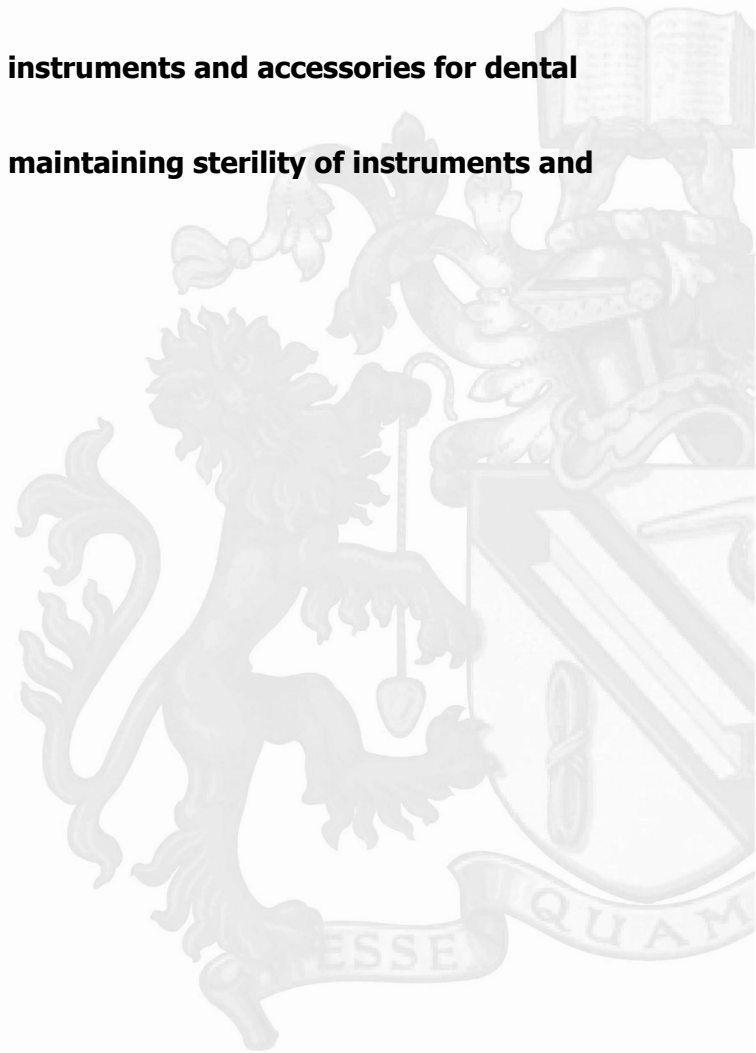 instruments and accessories for dental
maintaining sterility of instruments and
ESSE QUAM